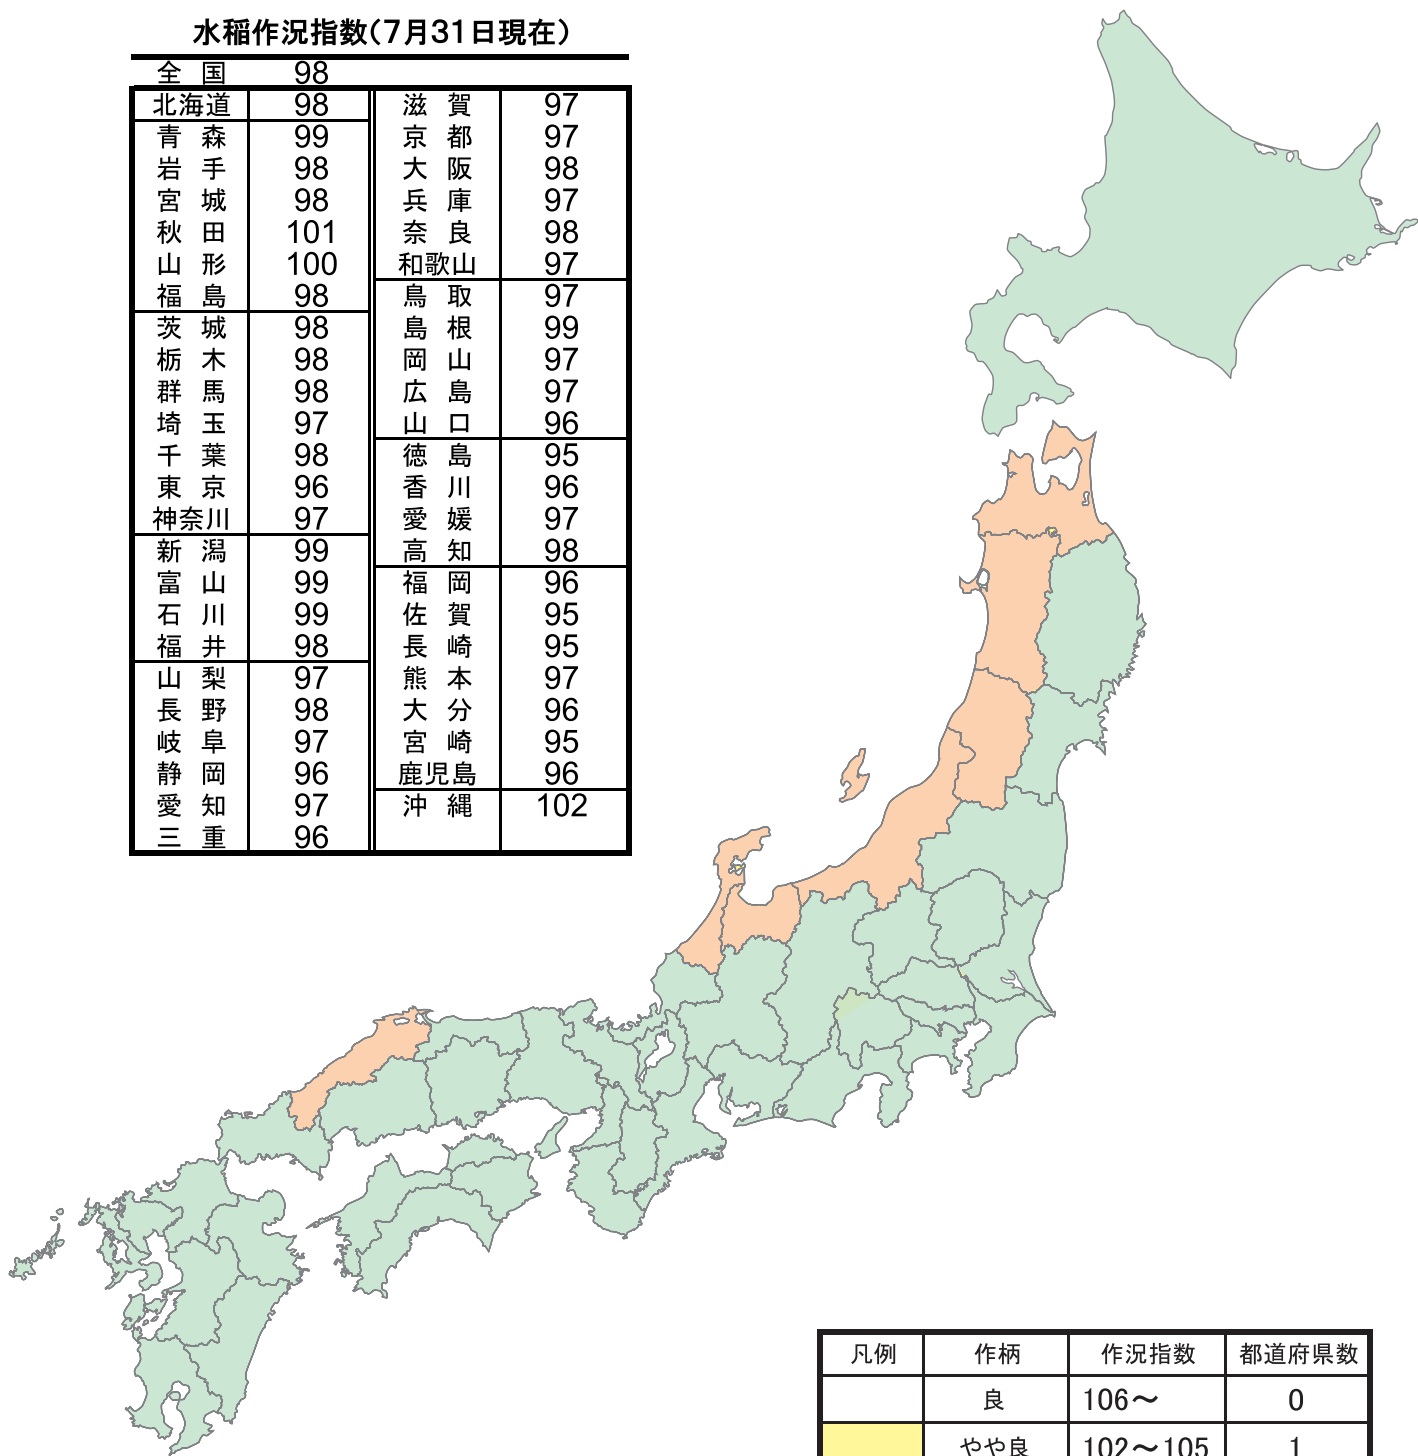 水稲作況指数(7月31日現在)
全国 98
北海道 98 滋賀 97
青森 99 京都 97
岩手 98 大阪 98
宮城 98 兵庫 97
秋田 101 奈良 98
山形 100 和歌山 97
福島 98 鳥取 97
茨城 98 島根 99
栃木 98 岡山 97
群馬 98 広島 97
埼玉 97 山口 96
千葉 98 徳島 95
東京 96 香川 96
神奈川 97 愛媛 97
新潟 99 高知 98
富山 99 福岡 96
石川 99 佐賀 95
福井 98 長崎 95
山梨 97 熊本 97
長野 98 大分 96
岐阜 97 宮崎 95
静岡 96 鹿児島 96
愛知 97 沖縄 102
三重 96
凡例 作柄 作況指数 都道府県数
良 106～ 0
やや良 102～105 1